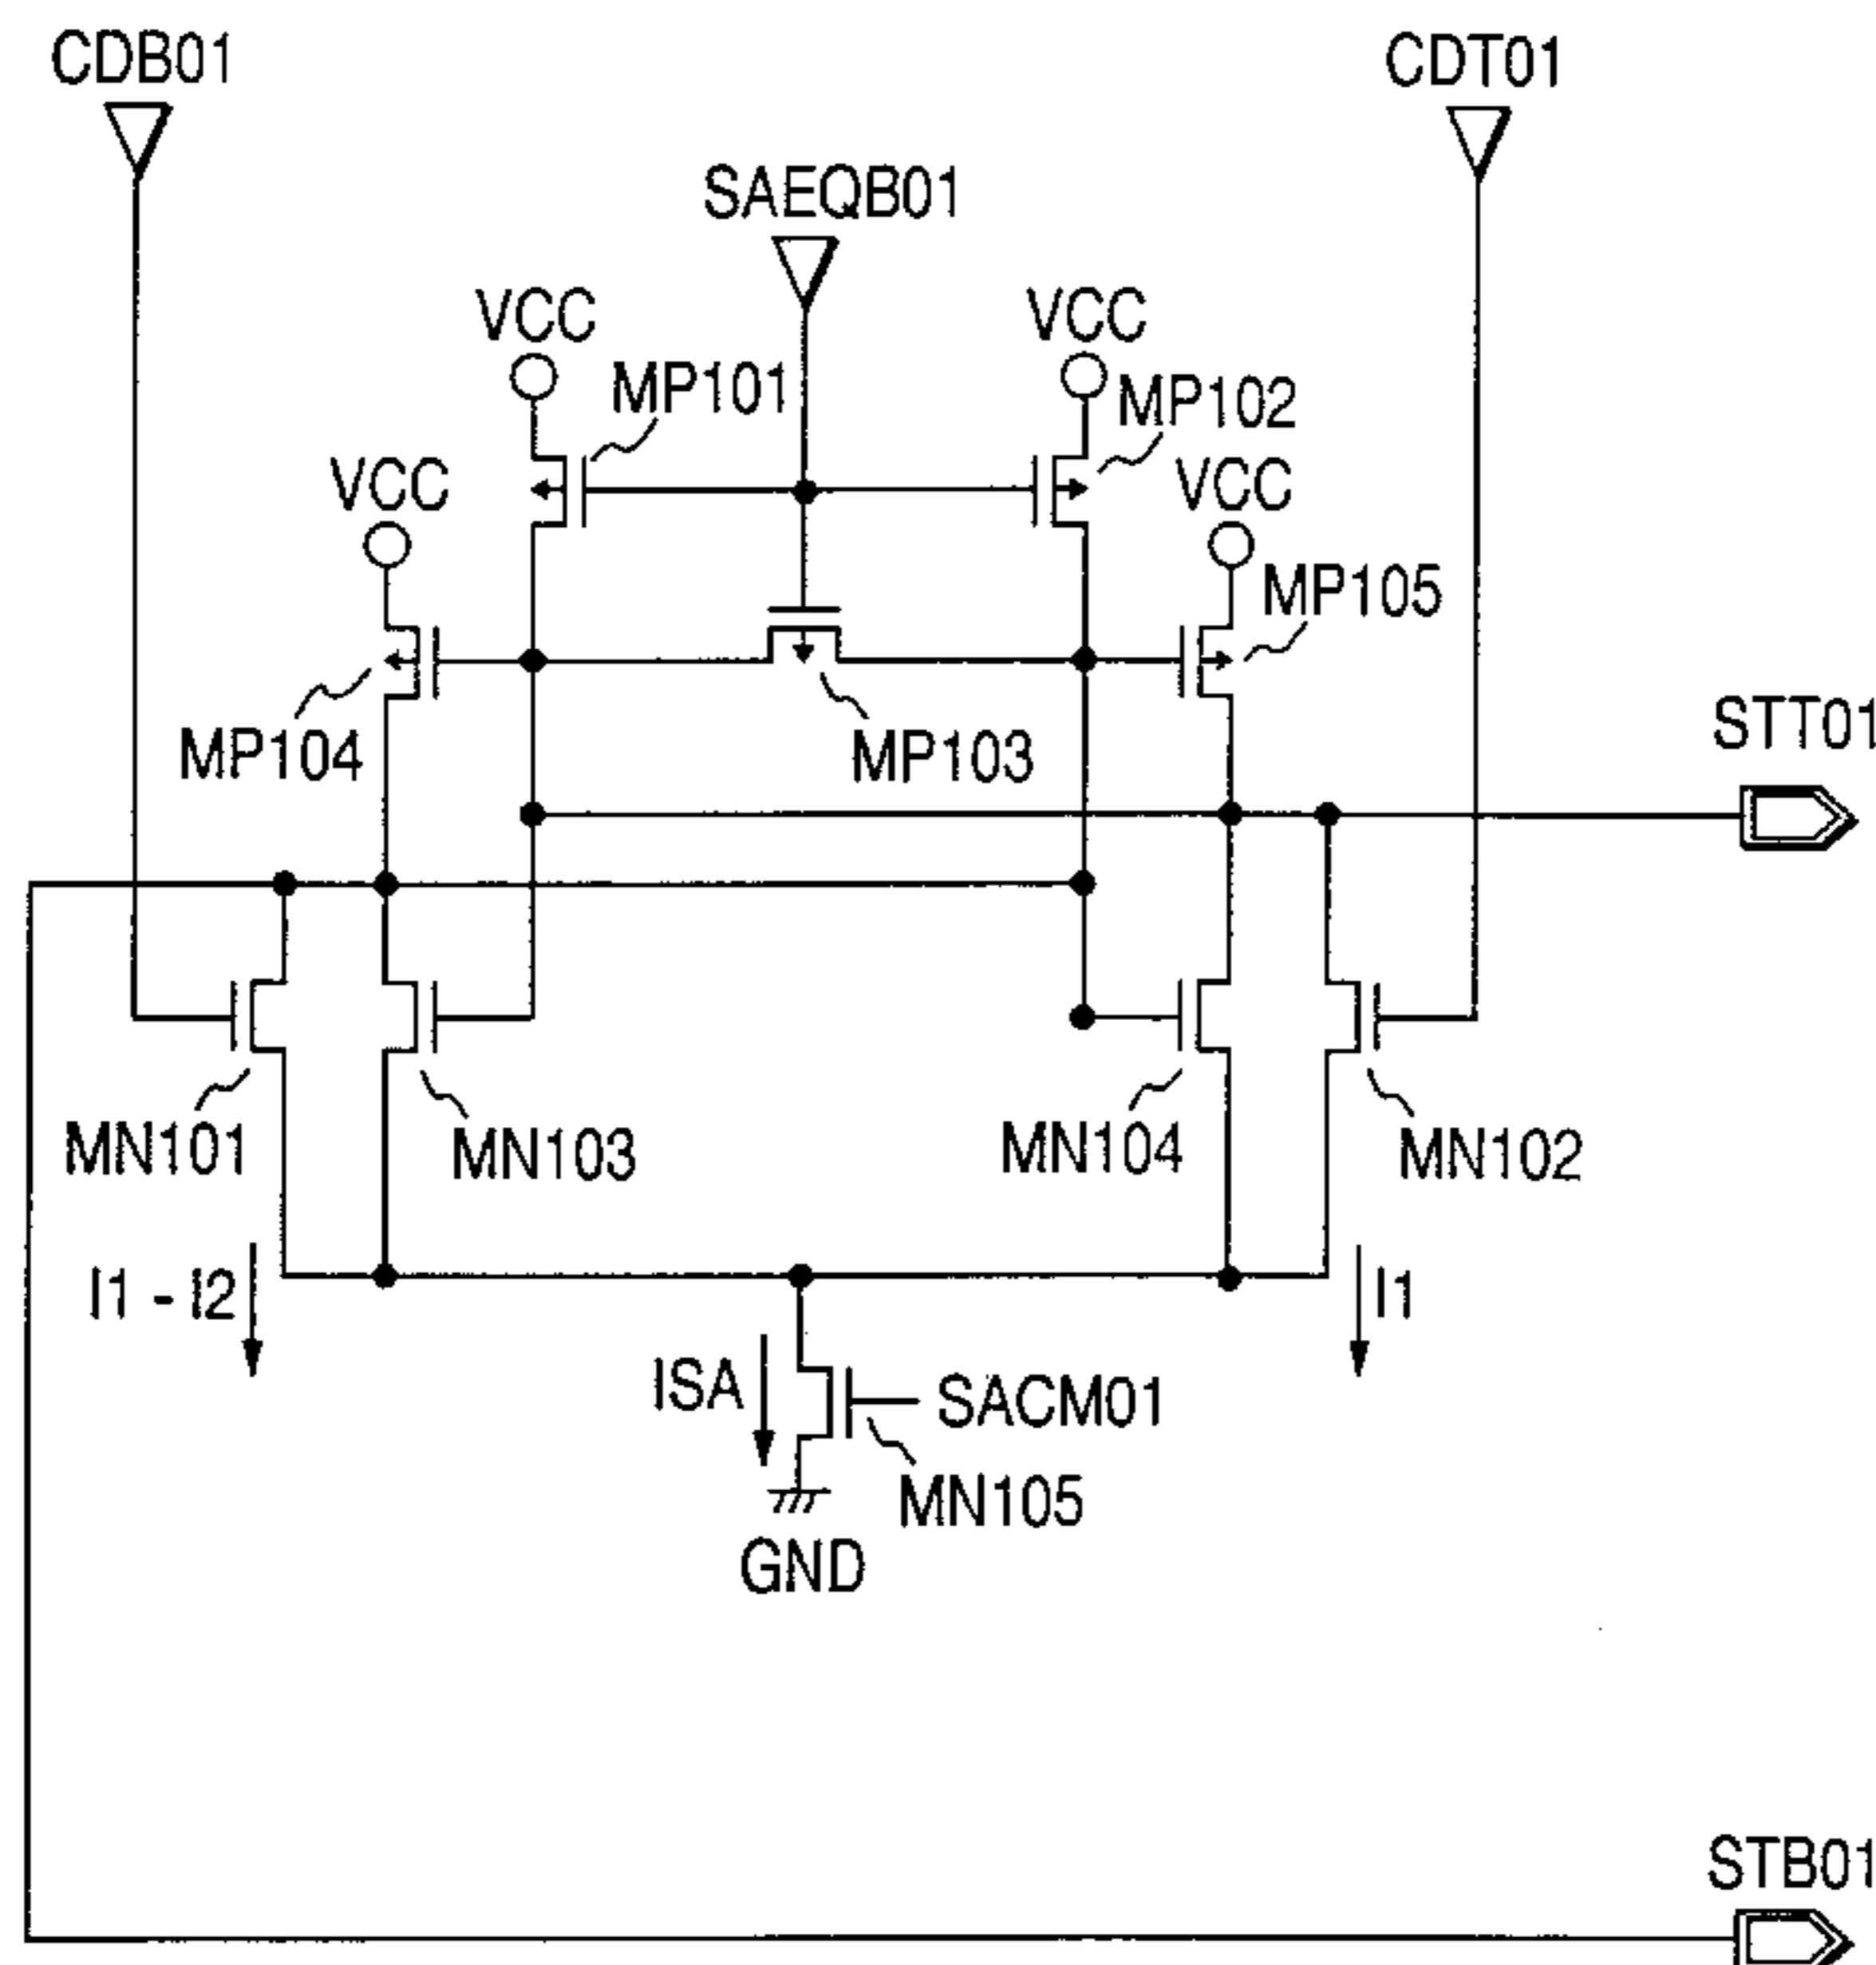 CDB01
CDT01
SAEQB01
VCC
VCC
MP101
MP102
VCC
VCC
MP105
MP104
MP103
STT01
MN101
MN103
MN104
MN102
I1 - I2
I1
ISA
SACM01
MN105
GND
STB01